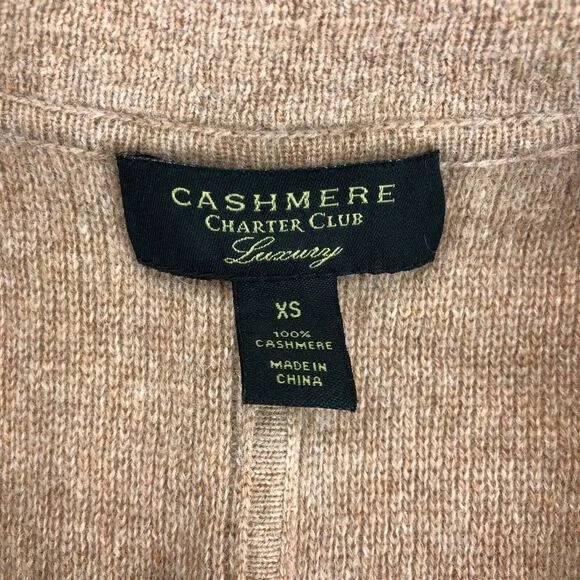 CASHMERE
CHARTER CLUB
Luxury
XS
100%
CASHMERE
MADE IN
CHINA